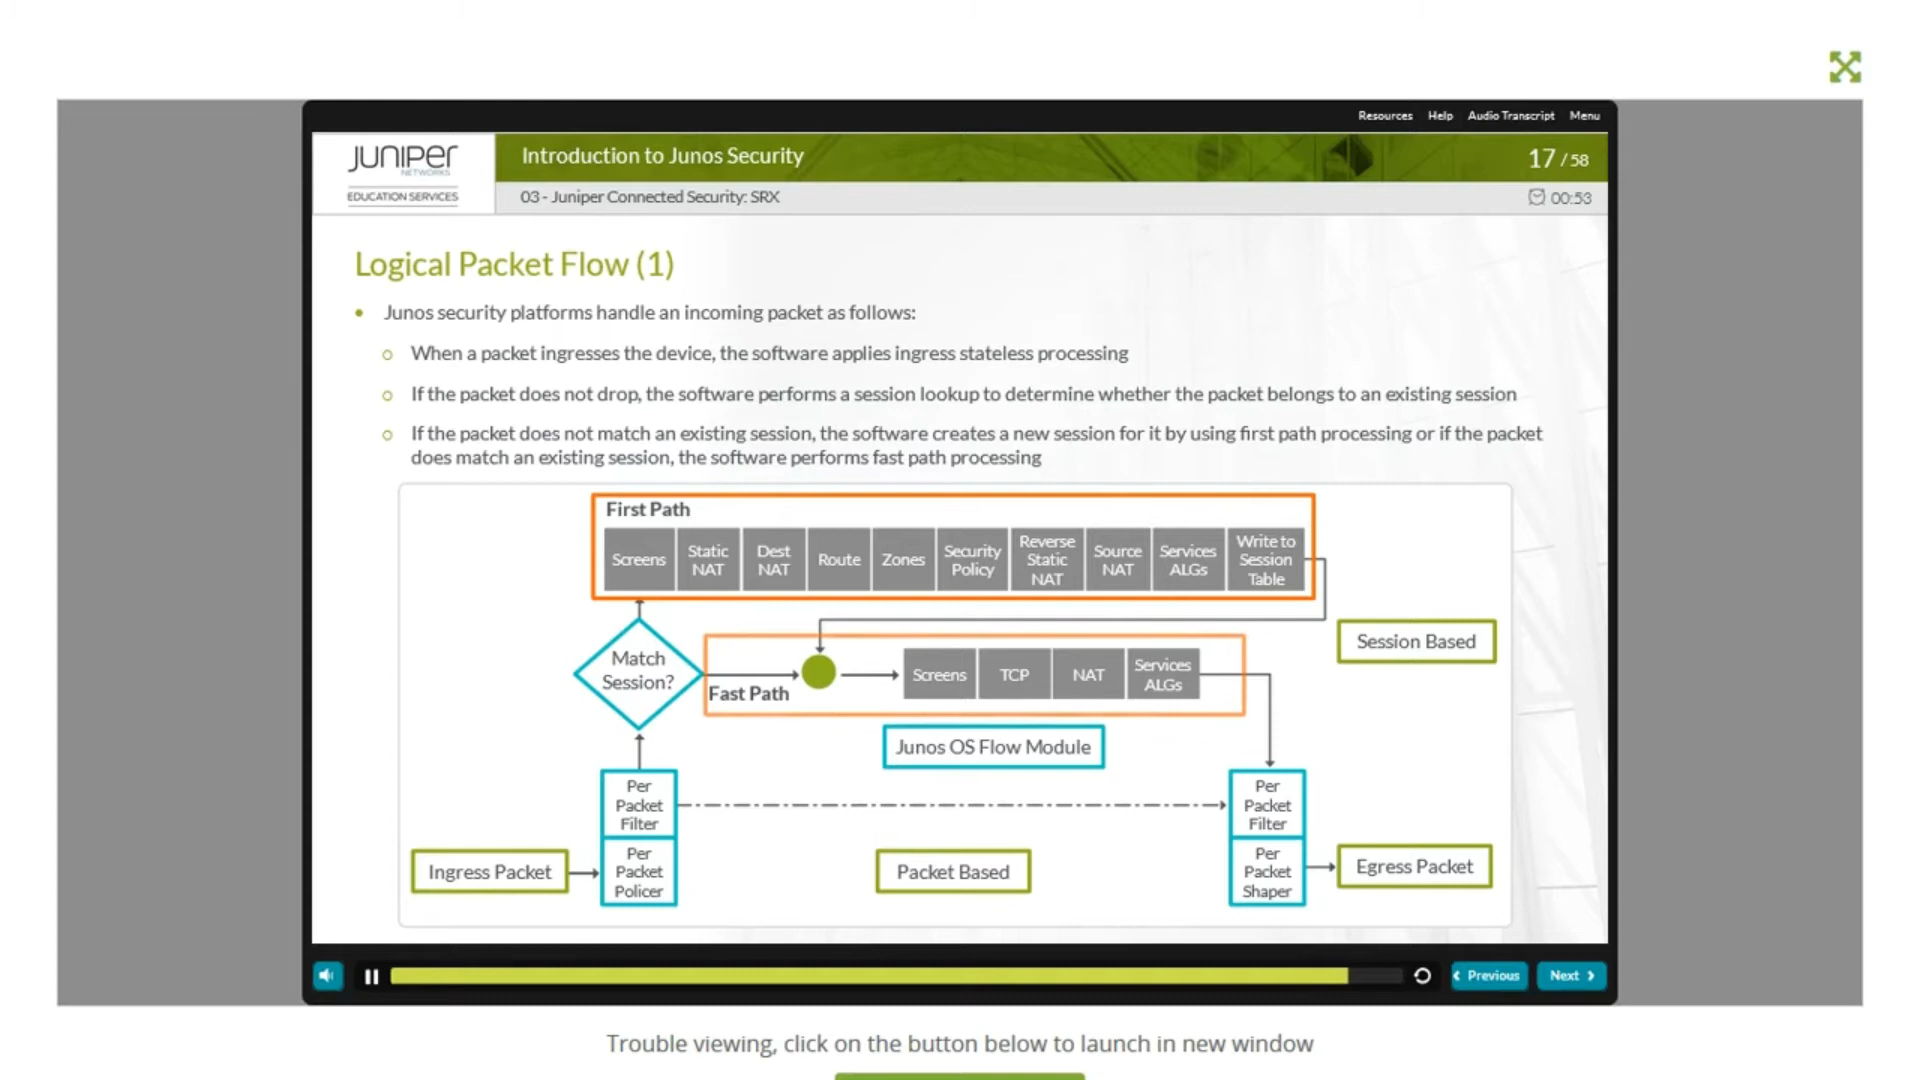 Resources Help Audio Transcript Menu
JUNIPER
NETWORKS
EDUCATION SERVICES
Introduction to Junos Security
17 / 58
03 - Juniper Connected Security: SRX
00:53
Logical Packet Flow (1)
• Junos security platforms handle an incoming packet as follows:
o When a packet ingresses the device, the software applies ingress stateless processing
o If the packet does not drop, the software performs a session lookup to determine whether the packet belongs to an existing session
o If the packet does not match an existing session, the software creates a new session for it by using first path processing or if the packet
does match an existing session, the software performs fast path processing
First Path
Screens
Static
NAT
Dest
NAT
Route
Zones
Security
Policy
Reverse
Static
NAT
Source
NAT
Services
ALGs
Write to
Session
Table
Match
Session?
Fast Path
Screens
TCP
NAT
Services
ALGs
Session Based
Junos OS Flow Module
Per
Packet
Filter
Per
Packet
Filter
Ingress Packet
Per
Packet
Policer
Packet Based
Per
Packet
Shaper
Egress Packet
Previous
Next
Trouble viewing, click on the button below to launch in new window